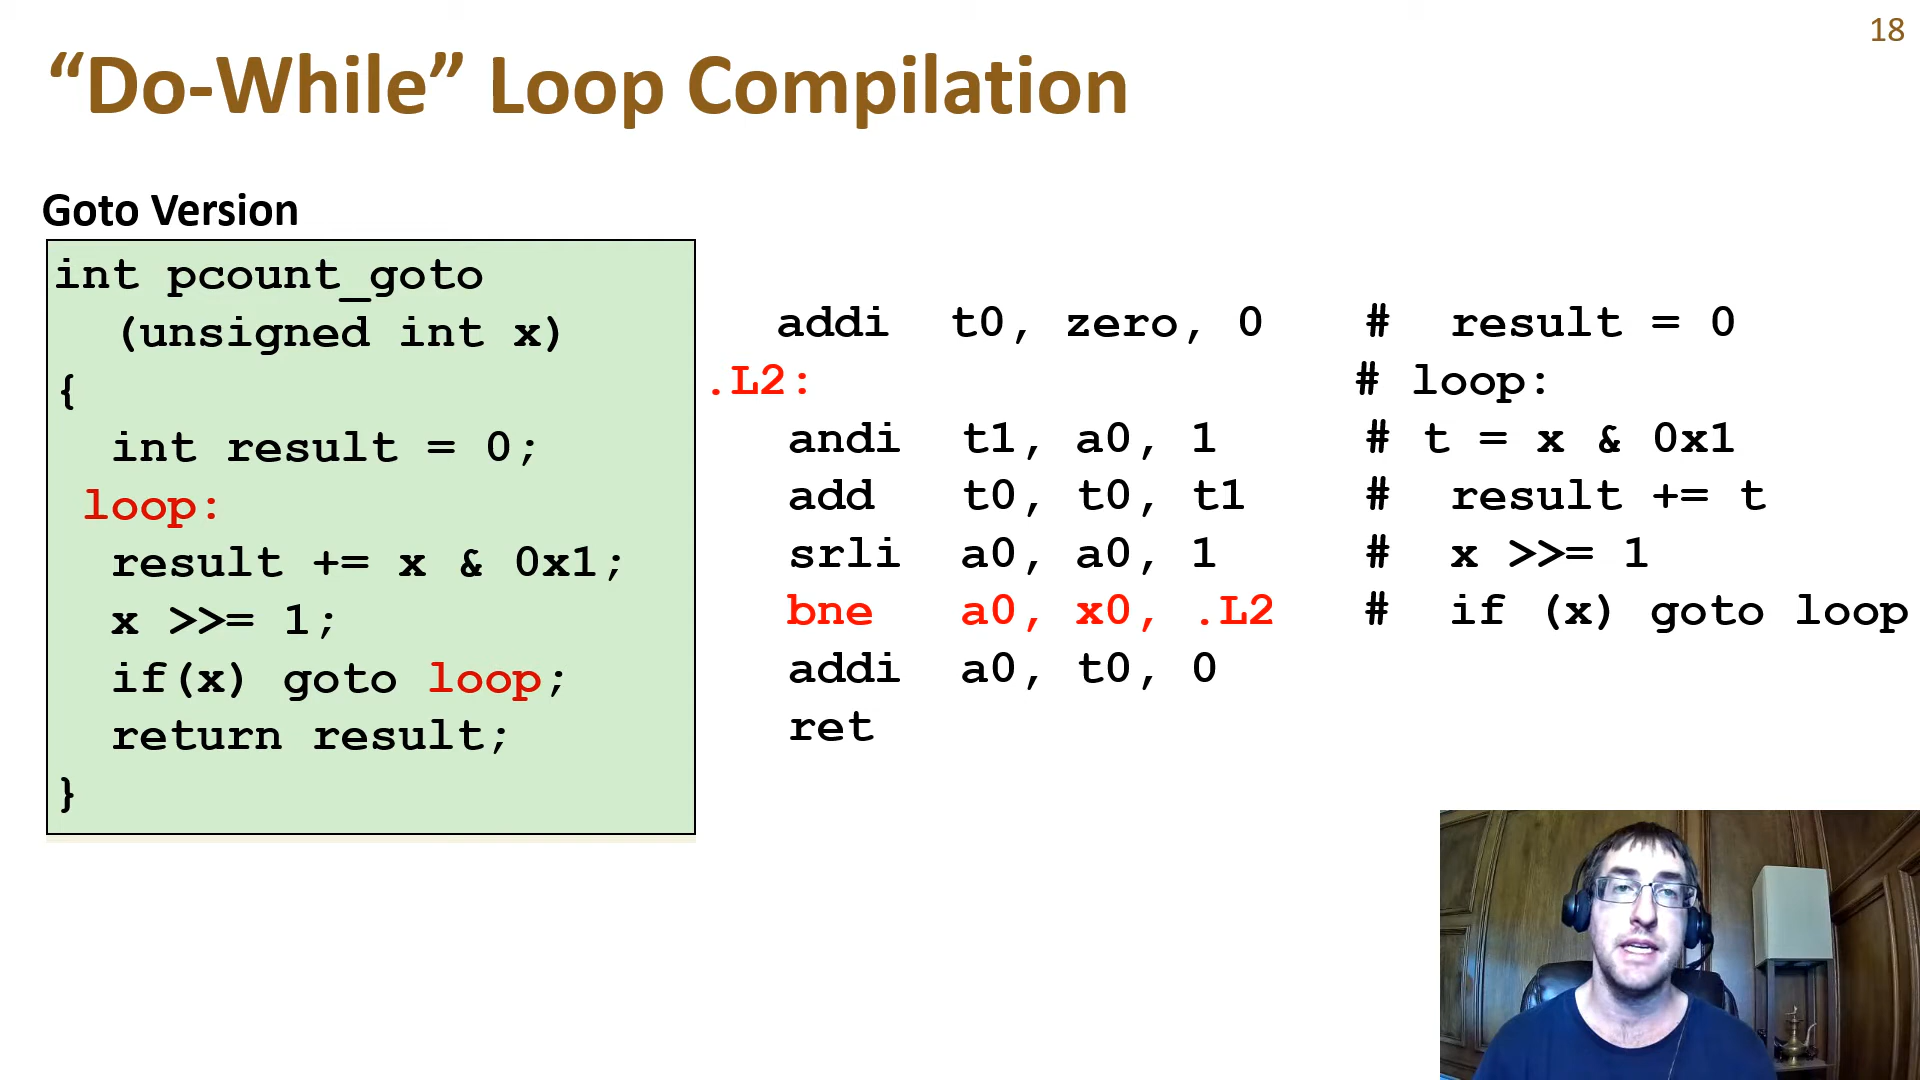 18
“Do-While” Loop Compilation
Goto Version
int pcount_goto
(unsigned int x)
{
int result = 0;
loop:
result += x & 0x1;
x >>= 1;
if(x) goto loop;
return result;
}
addi t0, zero, 0 # result = 0
.L2: # loop:
andi t1, a0, 1 # t = x & 0x1
add t0, t0, t1 # result += t
srli a0, a0, 1 # x >>= 1
bne a0, x0, .L2 # if (x) goto loop
addi a0, t0, 0
ret